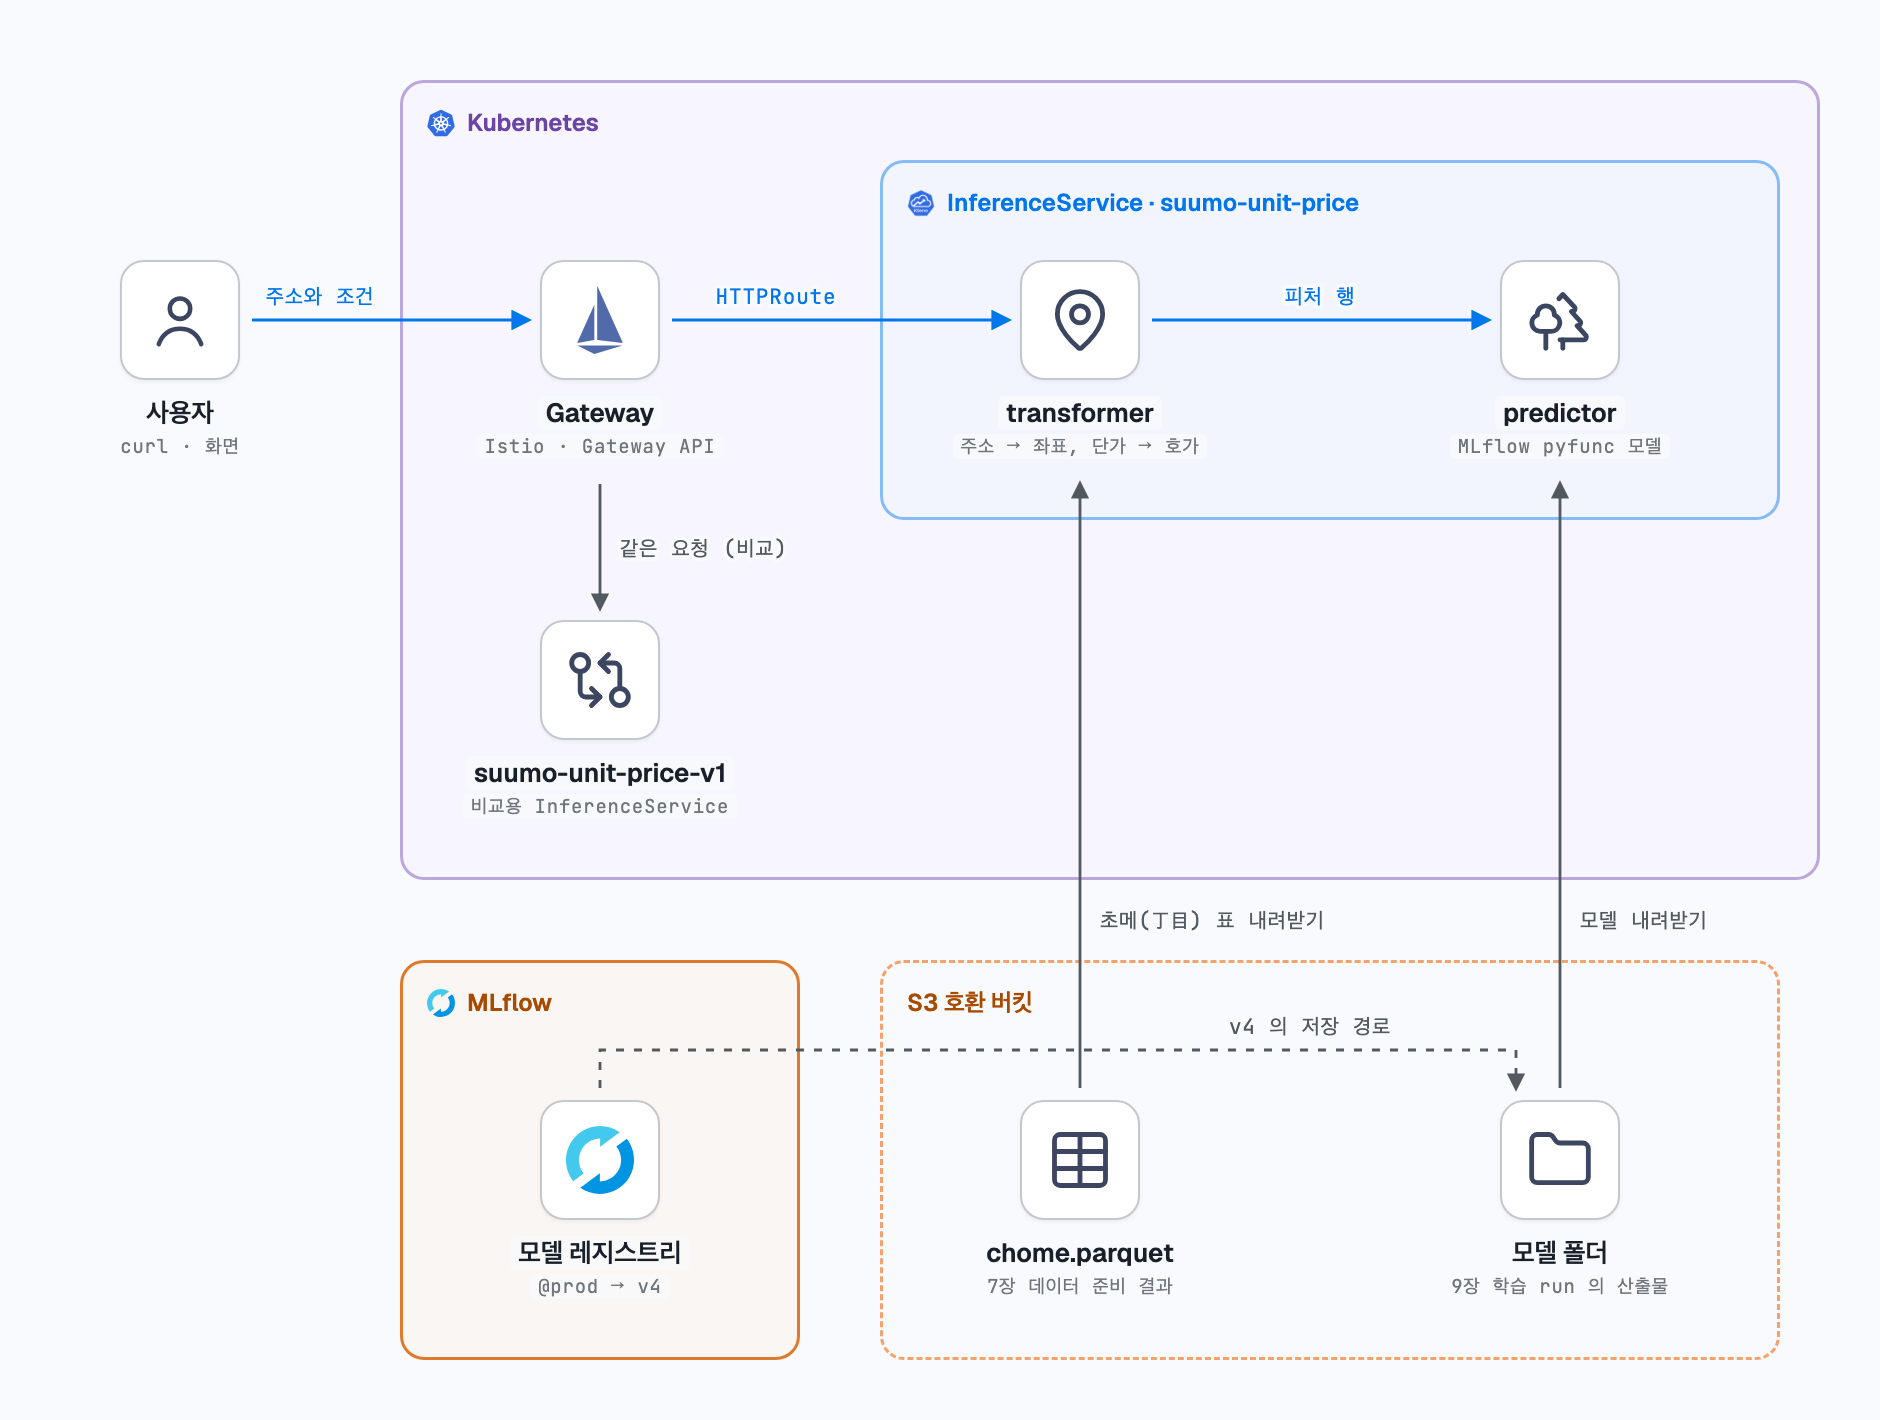 Kubernetes
InferenceService · suumo-unit-price
주소와 조건
HTTPRoute
피처 행
사용자
curl · 화면
Gateway
Istio · Gateway API
transformer
주소 → 좌표, 단가 → 호가
predictor
MLflow pyfunc 모델
같은 요청 (비교)
suumo-unit-price-v1
비교용 InferenceService
초메(丁目) 표 내려받기
모델 내려받기
MLflow
S3 호환 버킷
v4 의 저장 경로
모델 레지스트리
@prod → v4
chome.parquet
7장 데이터 준비 결과
모델 폴더
9장 학습 run 의 산출물